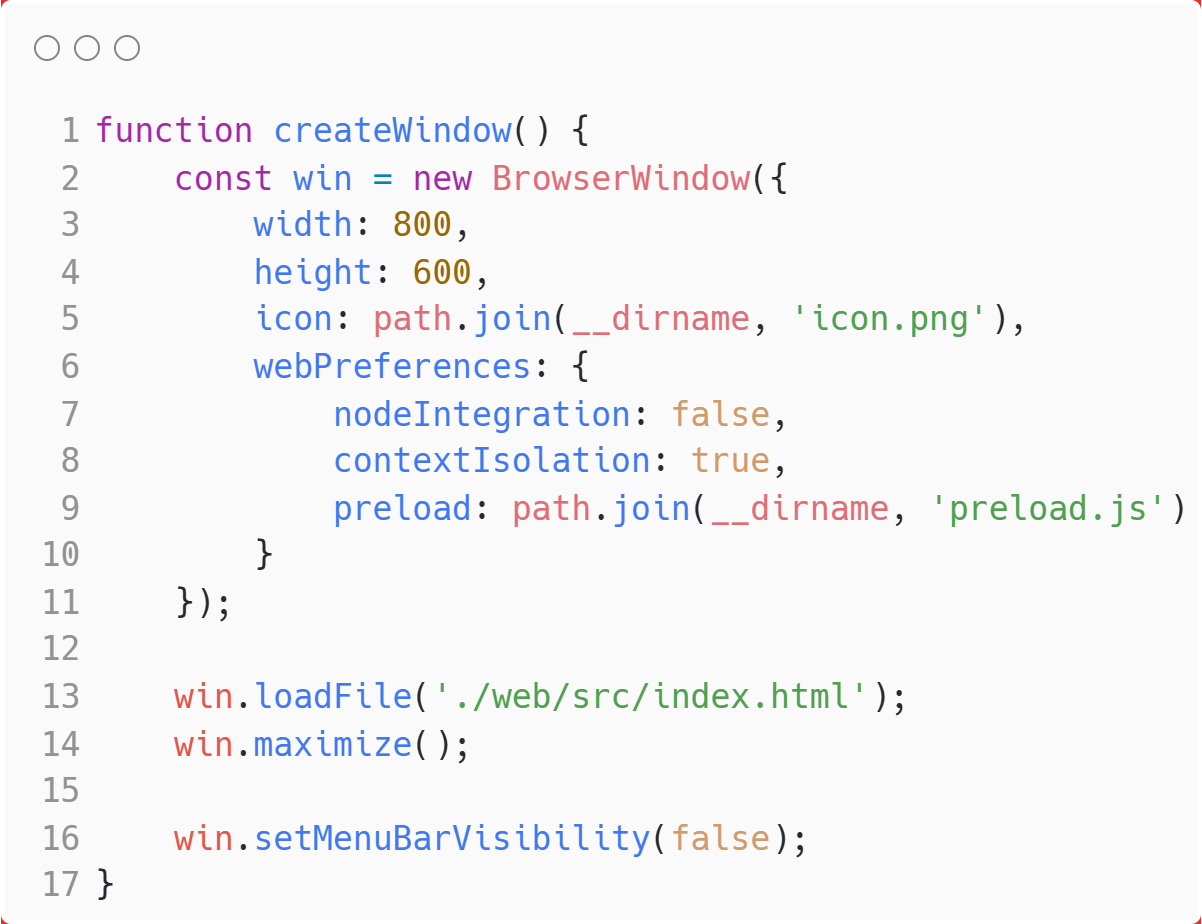 1 function createWindow() {
2     const win = new BrowserWindow({
3         width: 800,
4         height: 600,
5         icon: path.join(__dirname, 'icon.png'),
6         webPreferences: {
7             nodeIntegration: false,
8             contextIsolation: true,
9             preload: path.join(__dirname, 'preload.js')
10         }
11     });
12
13     win.loadFile('./web/src/index.html');
14     win.maximize();
15
16     win.setMenuBarVisibility(false);
17 }